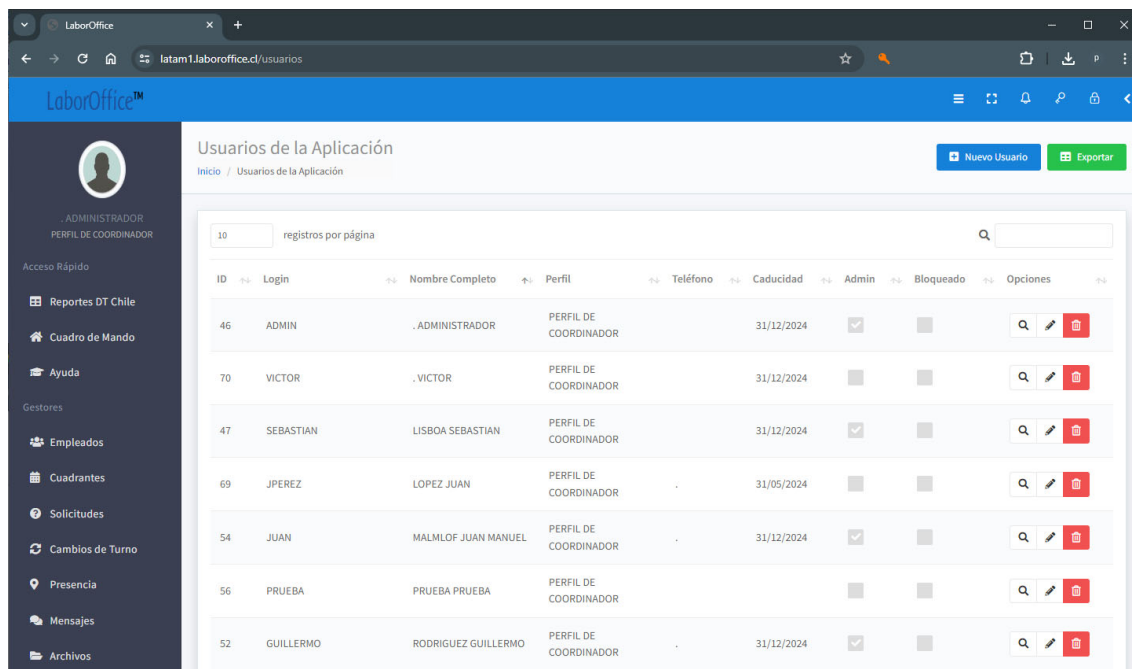 LaborOffice
latam1.laboroffice.cl/usuarios
p
LaborOffice™
. ADMINISTRADOR
PERFIL DE COORDINADOR
Acceso Rápido
Reportes DT Chile
Cuadro de Mando
Ayuda
Gestores
Empleados
Cuadrantes
Solicitudes
Cambios de Turno
Presencia
Mensajes
Archivos
Usuarios de la Aplicación
Inicio / Usuarios de la Aplicación
Nuevo Usuario
Exportar
10 registros por página
ID Login Nombre Completo Perfil Teléfono Caducidad Admin Bloqueado Opciones
46 ADMIN . ADMINISTRADOR PERFIL DE COORDINADOR 31/12/2024
70 VICTOR . VICTOR PERFIL DE COORDINADOR 31/12/2024
47 SEBASTIAN LISBOA SEBASTIAN PERFIL DE COORDINADOR 31/12/2024
69 JPEREZ LOPEZ JUAN PERFIL DE COORDINADOR . 31/05/2024
54 JUAN MALMLOF JUAN MANUEL PERFIL DE COORDINADOR . 31/12/2024
56 PRUEBA PRUEBA PRUEBA PERFIL DE COORDINADOR
52 GUILLERMO RODRIGUEZ GUILLERMO PERFIL DE COORDINADOR . 31/12/2024